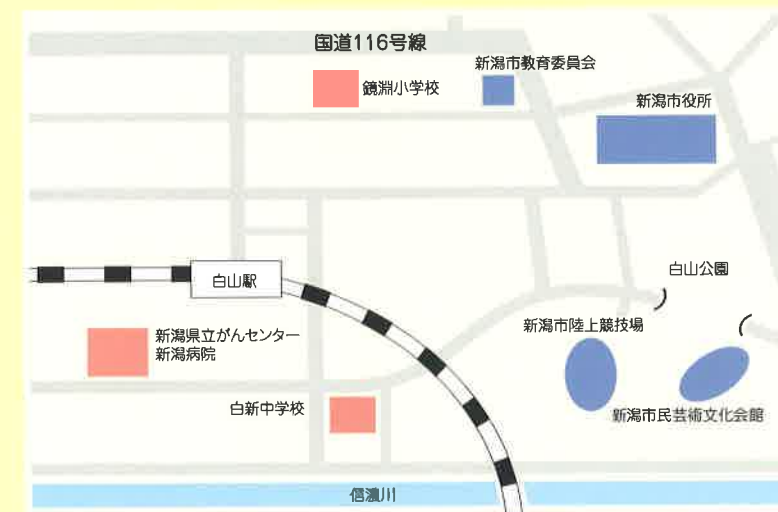 国道116号線
新潟市教育委員会
鏡淵小学校
新潟市役所
白山公園
白山駅
新潟市陸上競技場
新潟県立がんセンター
新潟病院
白新中学校
新潟市民芸術文化会館
信濃川